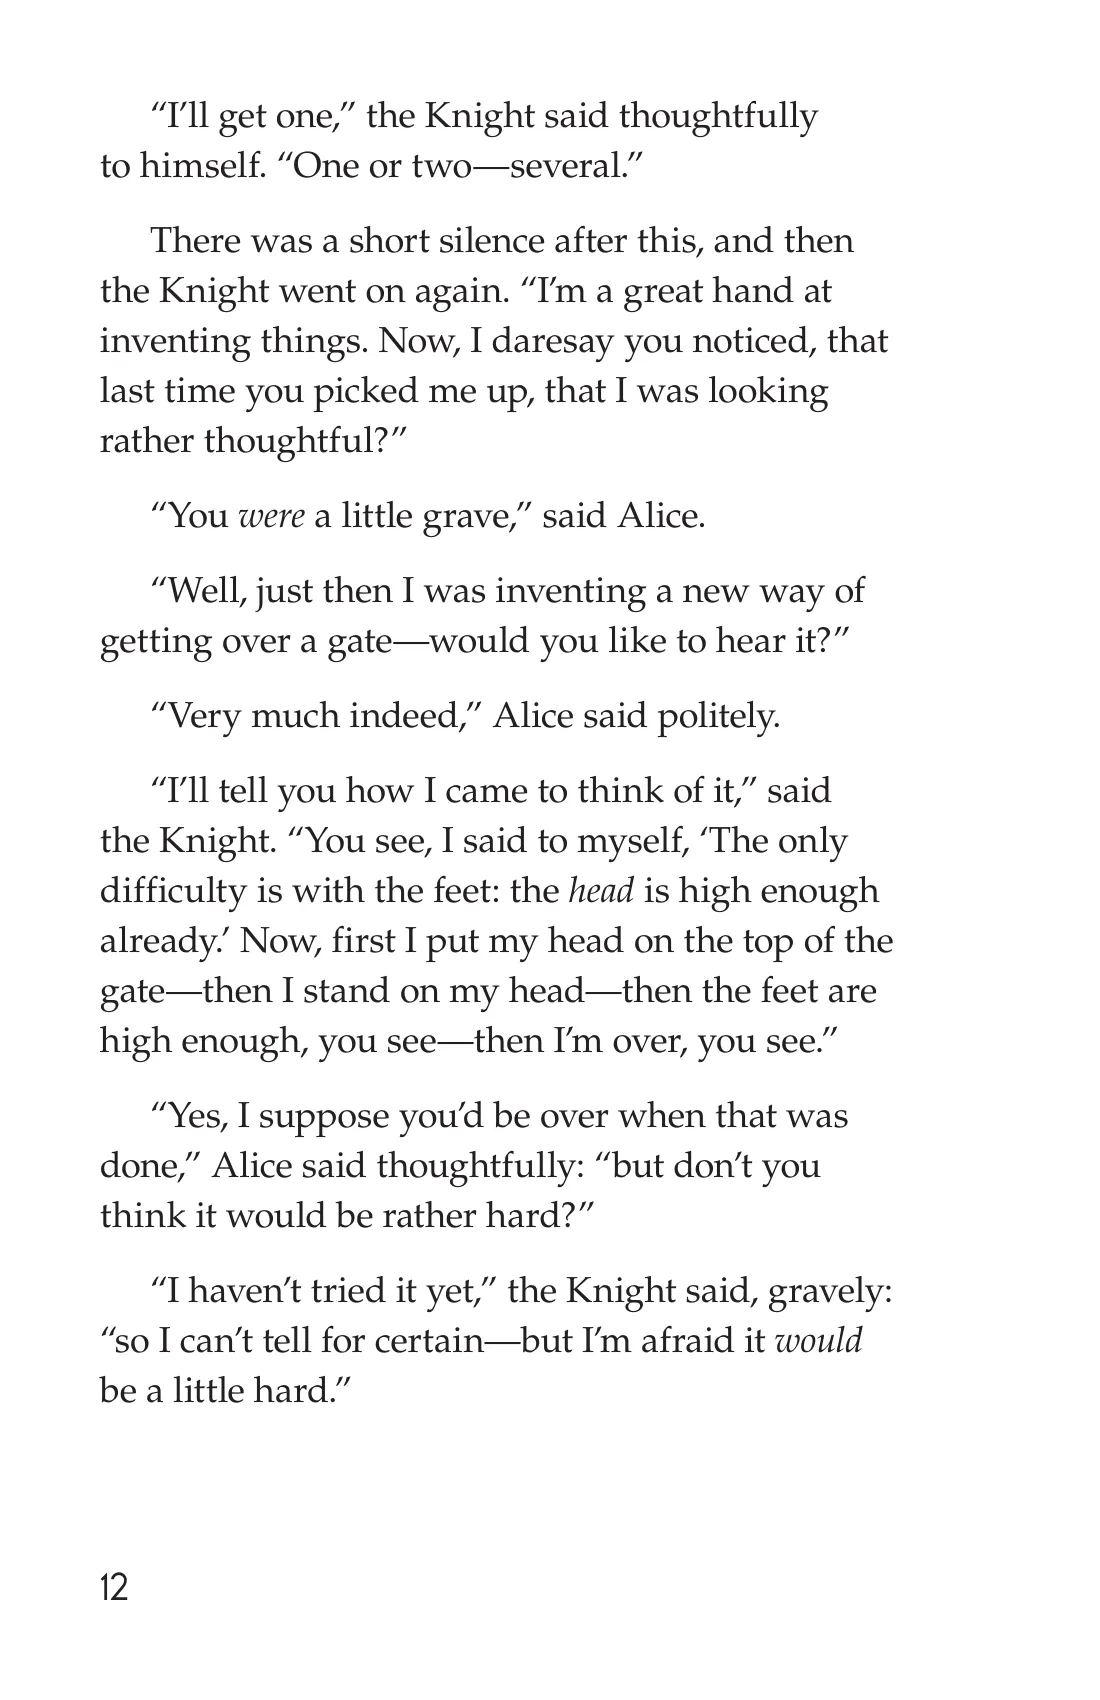 “I’ll get one,” the Knight said thoughtfully
to himself. “One or two—several.”
There was a short silence after this, and then
the Knight went on again. “I’m a great hand at
inventing things. Now, I daresay you noticed, that
last time you picked me up, that I was looking
rather thoughtful?”
“You were a little grave,” said Alice.
“Well, just then I was inventing a new way of
getting over a gate—would you like to hear it?”
“Very much indeed,” Alice said politely.
“I’ll tell you how I came to think of it,” said
the Knight. “You see, I said to myself, ‘The only
difficulty is with the feet: the head is high enough
already.’ Now, first I put my head on the top of the
gate—then I stand on my head—then the feet are
high enough, you see—then I’m over, you see.”
“Yes, I suppose you’d be over when that was
done,” Alice said thoughtfully: “but don’t you
think it would be rather hard?”
“I haven’t tried it yet,” the Knight said, gravely:
“so I can’t tell for certain—but I’m afraid it would
be a little hard.”
12